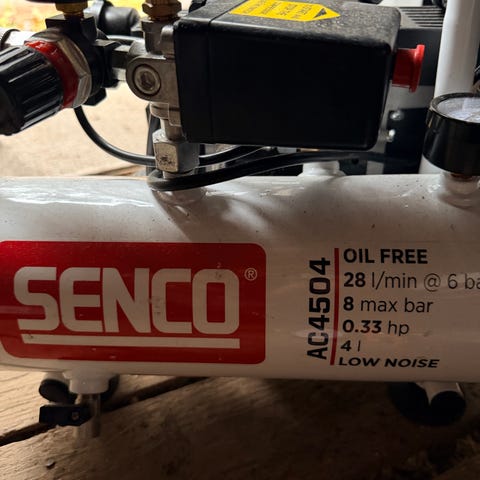 SENCO®
AC4504
OIL FREE
28 l/min @ 6 ba
8 max bar
0.33 hp
4 l
LOW NOISE